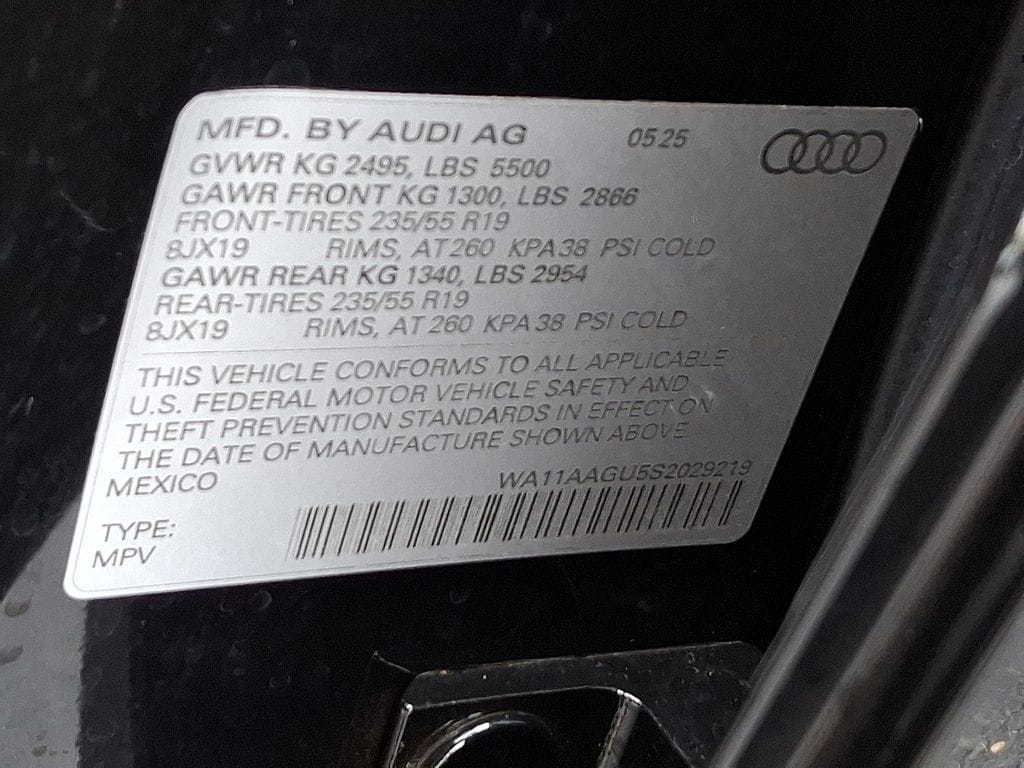 MFD. BY AUDI AG 0525
GVWR KG 2495, LBS 5500
GAWR FRONT KG 1300, LBS 2866
FRONT-TIRES 235/55 R19
8JX19 RIMS, AT 260 KPA 38 PSI COLD
GAWR REAR KG 1340, LBS 2954
REAR-TIRES 235/55 R19
8JX19 RIMS, AT 260 KPA 38 PSI COLD
THIS VEHICLE CONFORMS TO ALL APPLICABLE
U.S. FEDERAL MOTOR VEHICLE SAFETY AND
THEFT PREVENTION STANDARDS IN EFFECT ON
THE DATE OF MANUFACTURE SHOWN ABOVE
MEXICO WA11AAGU5S2029219
TYPE:
MPV